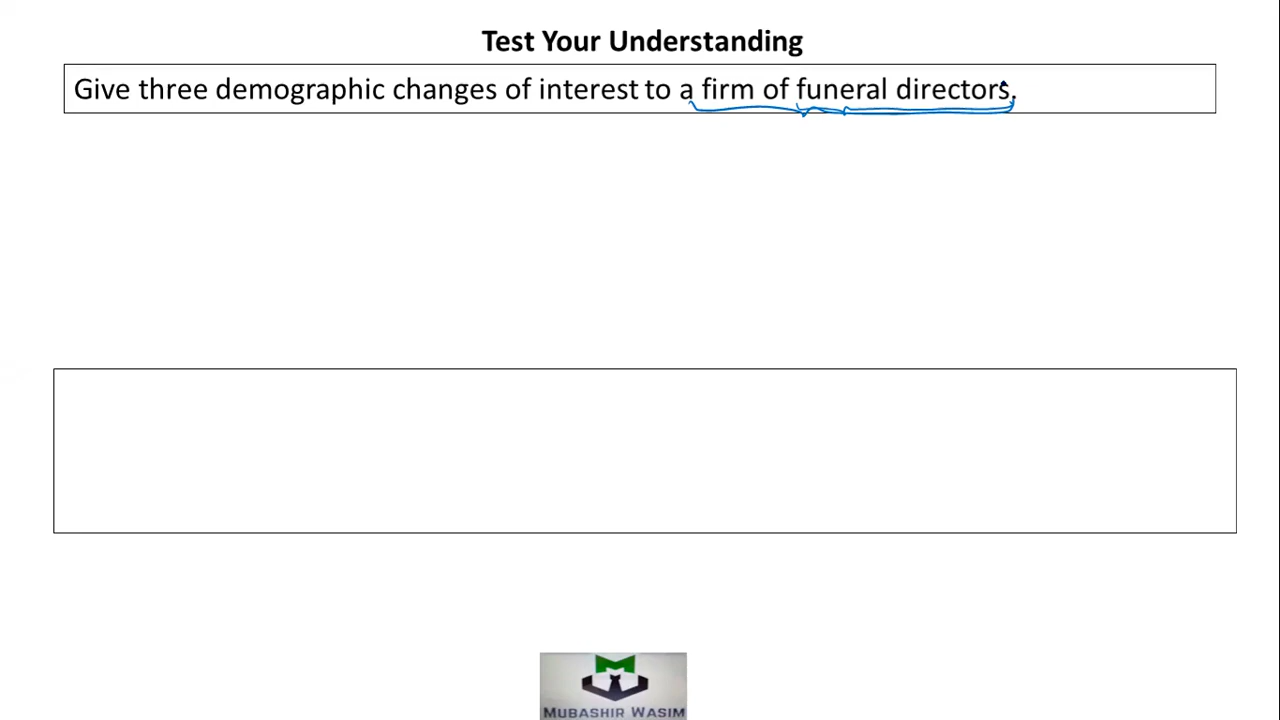 Test Your Understanding
Give three demographic changes of interest to a firm of funeral directors.
MUBASHIR WASIM